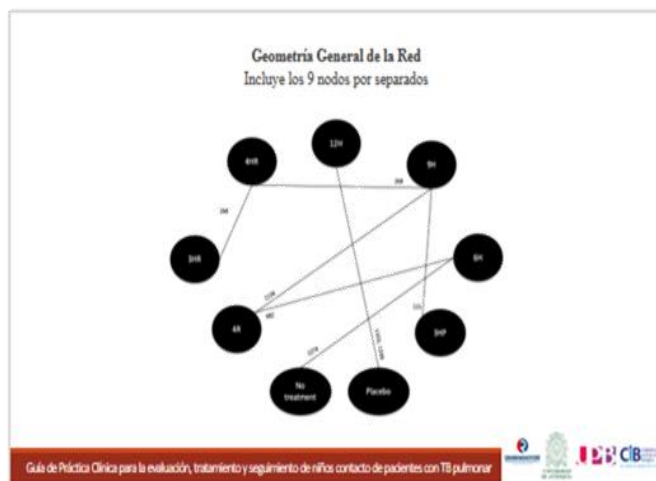 Geometría General de la Red
Incluye los 9 nodos por separados
12H
4HR
9H
3HR
6H
4R
3HP
No
treatment
Placebo
Guía de Práctica Clínica para la evaluación, tratamiento y seguimiento de niños contacto de pacientes con TB pulmonar
UPB
CIB